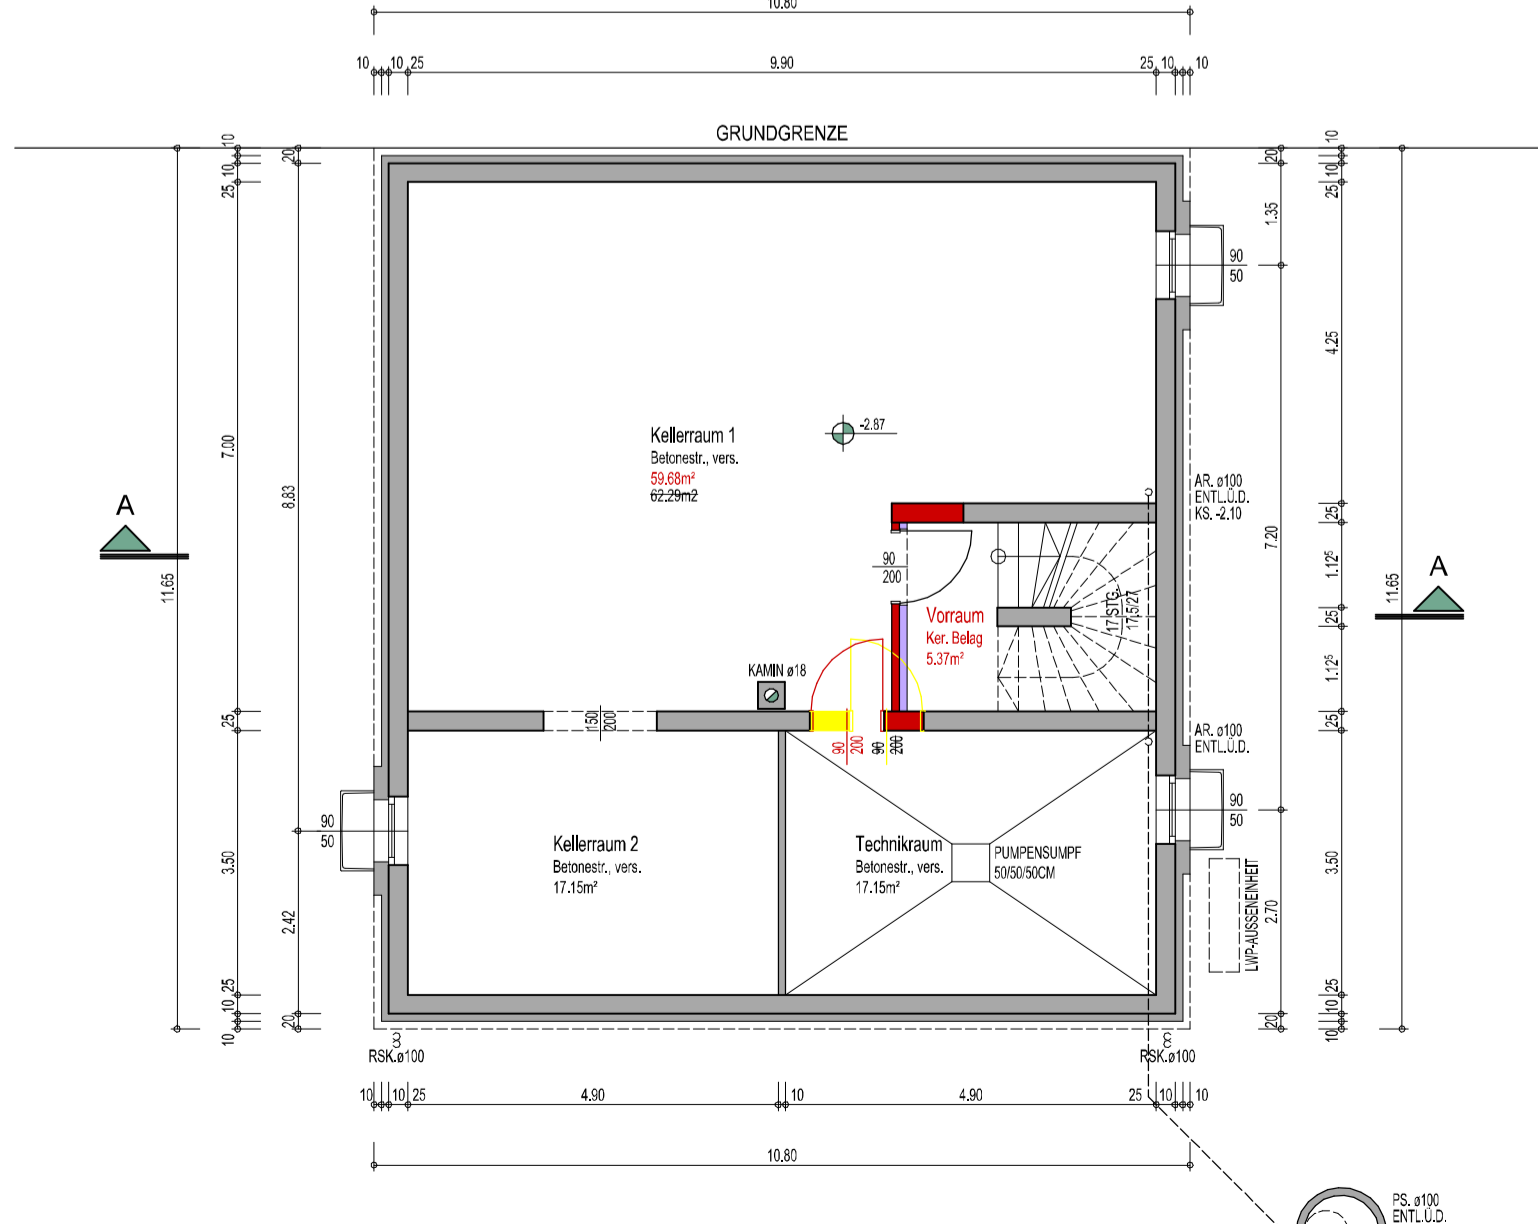 10.80
10 10 25 9.90 25 10 10
GRUNDGRENZE
10
20
10
25
10
20
10
25
1.35
90
50
4.25
7.00
8.83
Kellerraum 1
Betonestr., vers.
59.68m²
62.29m2
-2.87
AR. ø100
ENTL.Ü.D.
KS. -2.10
A
11.65
25
7.20
1.125
90
200
17 STG.
17.5/27
A
11.65
Vorraum
Ker. Belag
5.37m²
25
1.125
KAMIN ø18
25
150
200
90
200
90
200
25
AR. ø100
ENTL.Ü.D.
90
50
90
50
Kellerraum 2
Betonestr., vers.
17.15m²
Technikraum
Betonestr., vers.
17.15m²
PUMPENSUMPF
50/50/50CM
3.50
2.42
LWP-AUSSENEINHEIT
2.70
3.50
25
10
20
10
25
10
20
10
RSK.ø100
RSK.ø100
10 10 25 4.90 10 4.90 25 10 10
10.80
PS. ø100
ENTL.Ü.D.